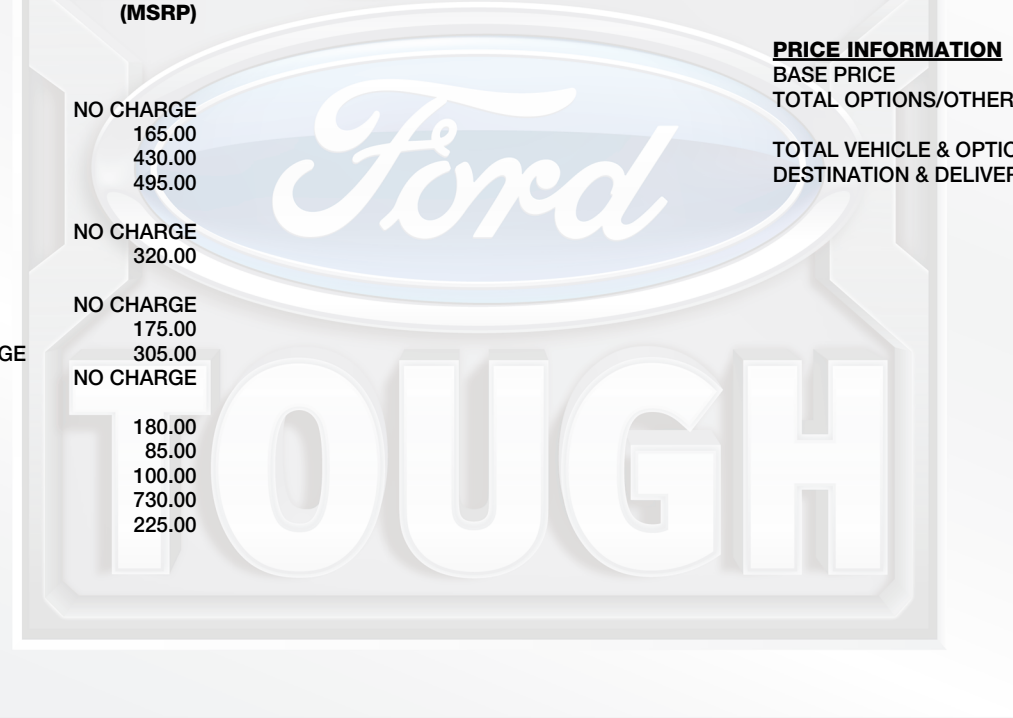 (MSRP)
NO CHARGE
165.00
430.00
495.00
NO CHARGE
320.00
NO CHARGE
175.00
GE 305.00
NO CHARGE
180.00
85.00
100.00
730.00
225.00
PRICE INFORMATION
BASE PRICE
TOTAL OPTIONS/OTHER
TOTAL VEHICLE & OPTIO
DESTINATION & DELIVER
Ford
TOUGH